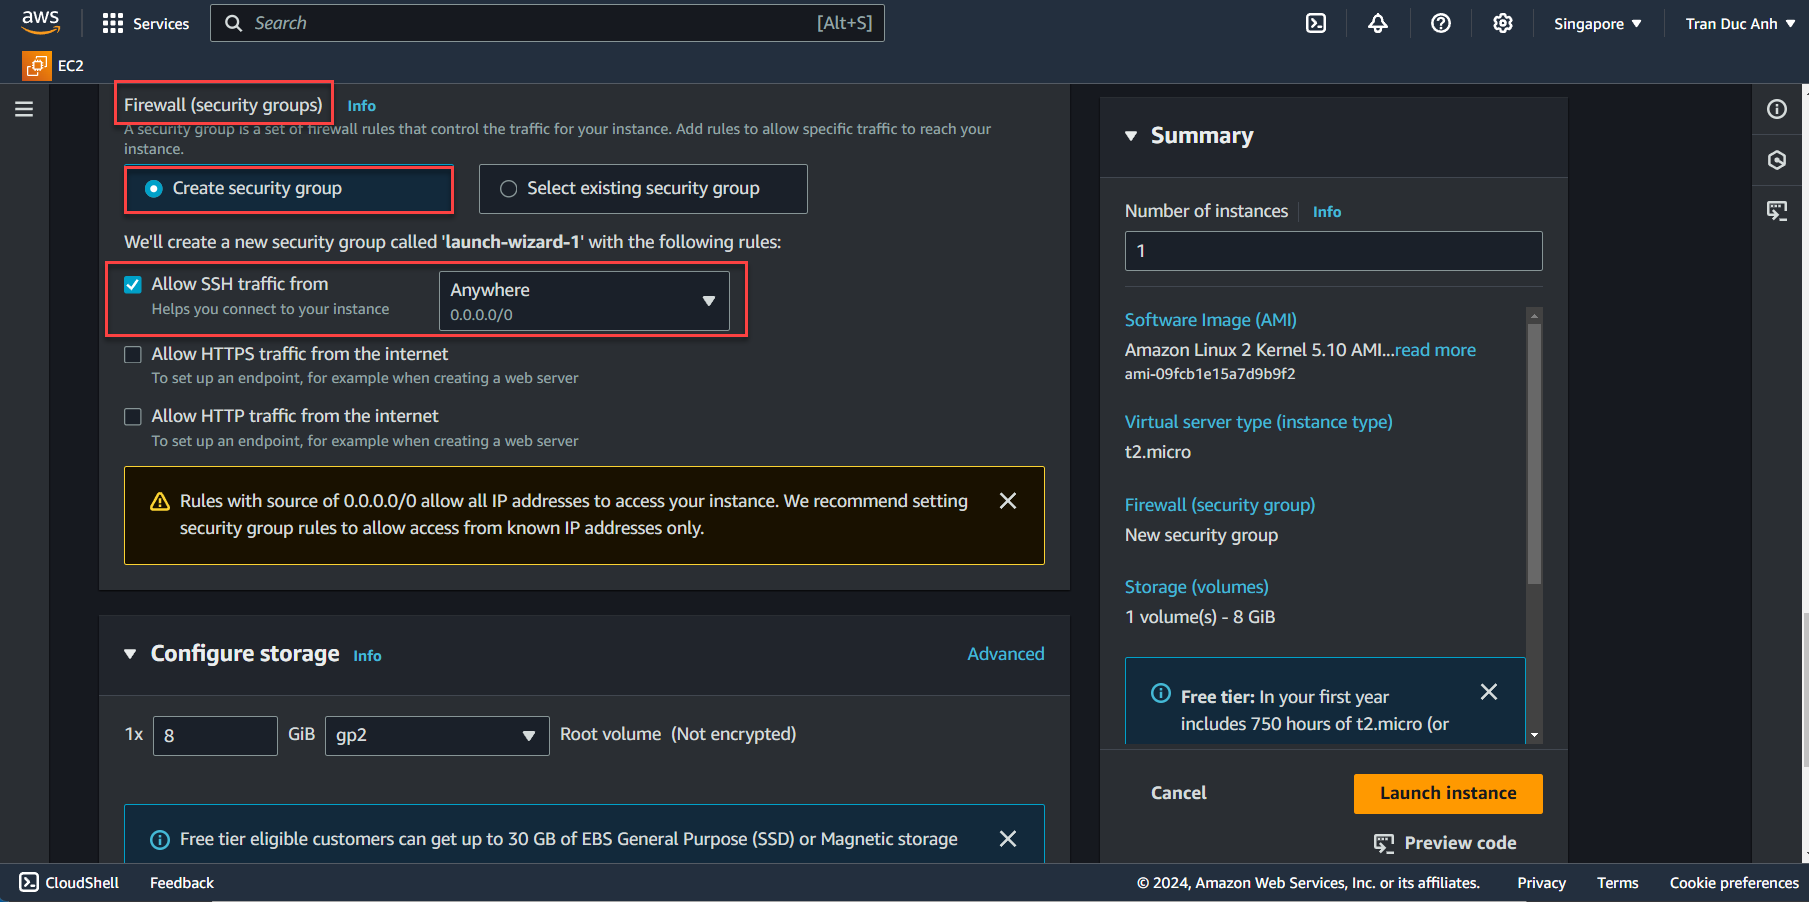 aws
Services
Search
[Alt+S]
Singapore
Tran Duc Anh
EC2
Firewall (security groups)
Info
A security group is a set of firewall rules that control the traffic for your instance. Add rules to allow specific traffic to reach your
instance.
Create security group
Select existing security group
We'll create a new security group called 'launch-wizard-1' with the following rules:
Allow SSH traffic from
Helps you connect to your instance
Anywhere
0.0.0.0/0
Allow HTTPS traffic from the internet
To set up an endpoint, for example when creating a web server
Allow HTTP traffic from the internet
To set up an endpoint, for example when creating a web server
Rules with source of 0.0.0.0/0 allow all IP addresses to access your instance. We recommend setting
security group rules to allow access from known IP addresses only.
Configure storage
Info
Advanced
1x
8
GiB
gp2
Root volume (Not encrypted)
Free tier eligible customers can get up to 30 GB of EBS General Purpose (SSD) or Magnetic storage
Summary
Number of instances
Info
1
Software Image (AMI)
Amazon Linux 2 Kernel 5.10 AMI...read more
ami-09fcb1e15a7d9b9f2
Virtual server type (instance type)
t2.micro
Firewall (security group)
New security group
Storage (volumes)
1 volume(s) - 8 GiB
Free tier: In your first year
includes 750 hours of t2.micro (or
Cancel
Launch instance
Preview code
CloudShell
Feedback
© 2024, Amazon Web Services, Inc. or its affiliates.
Privacy
Terms
Cookie preferences